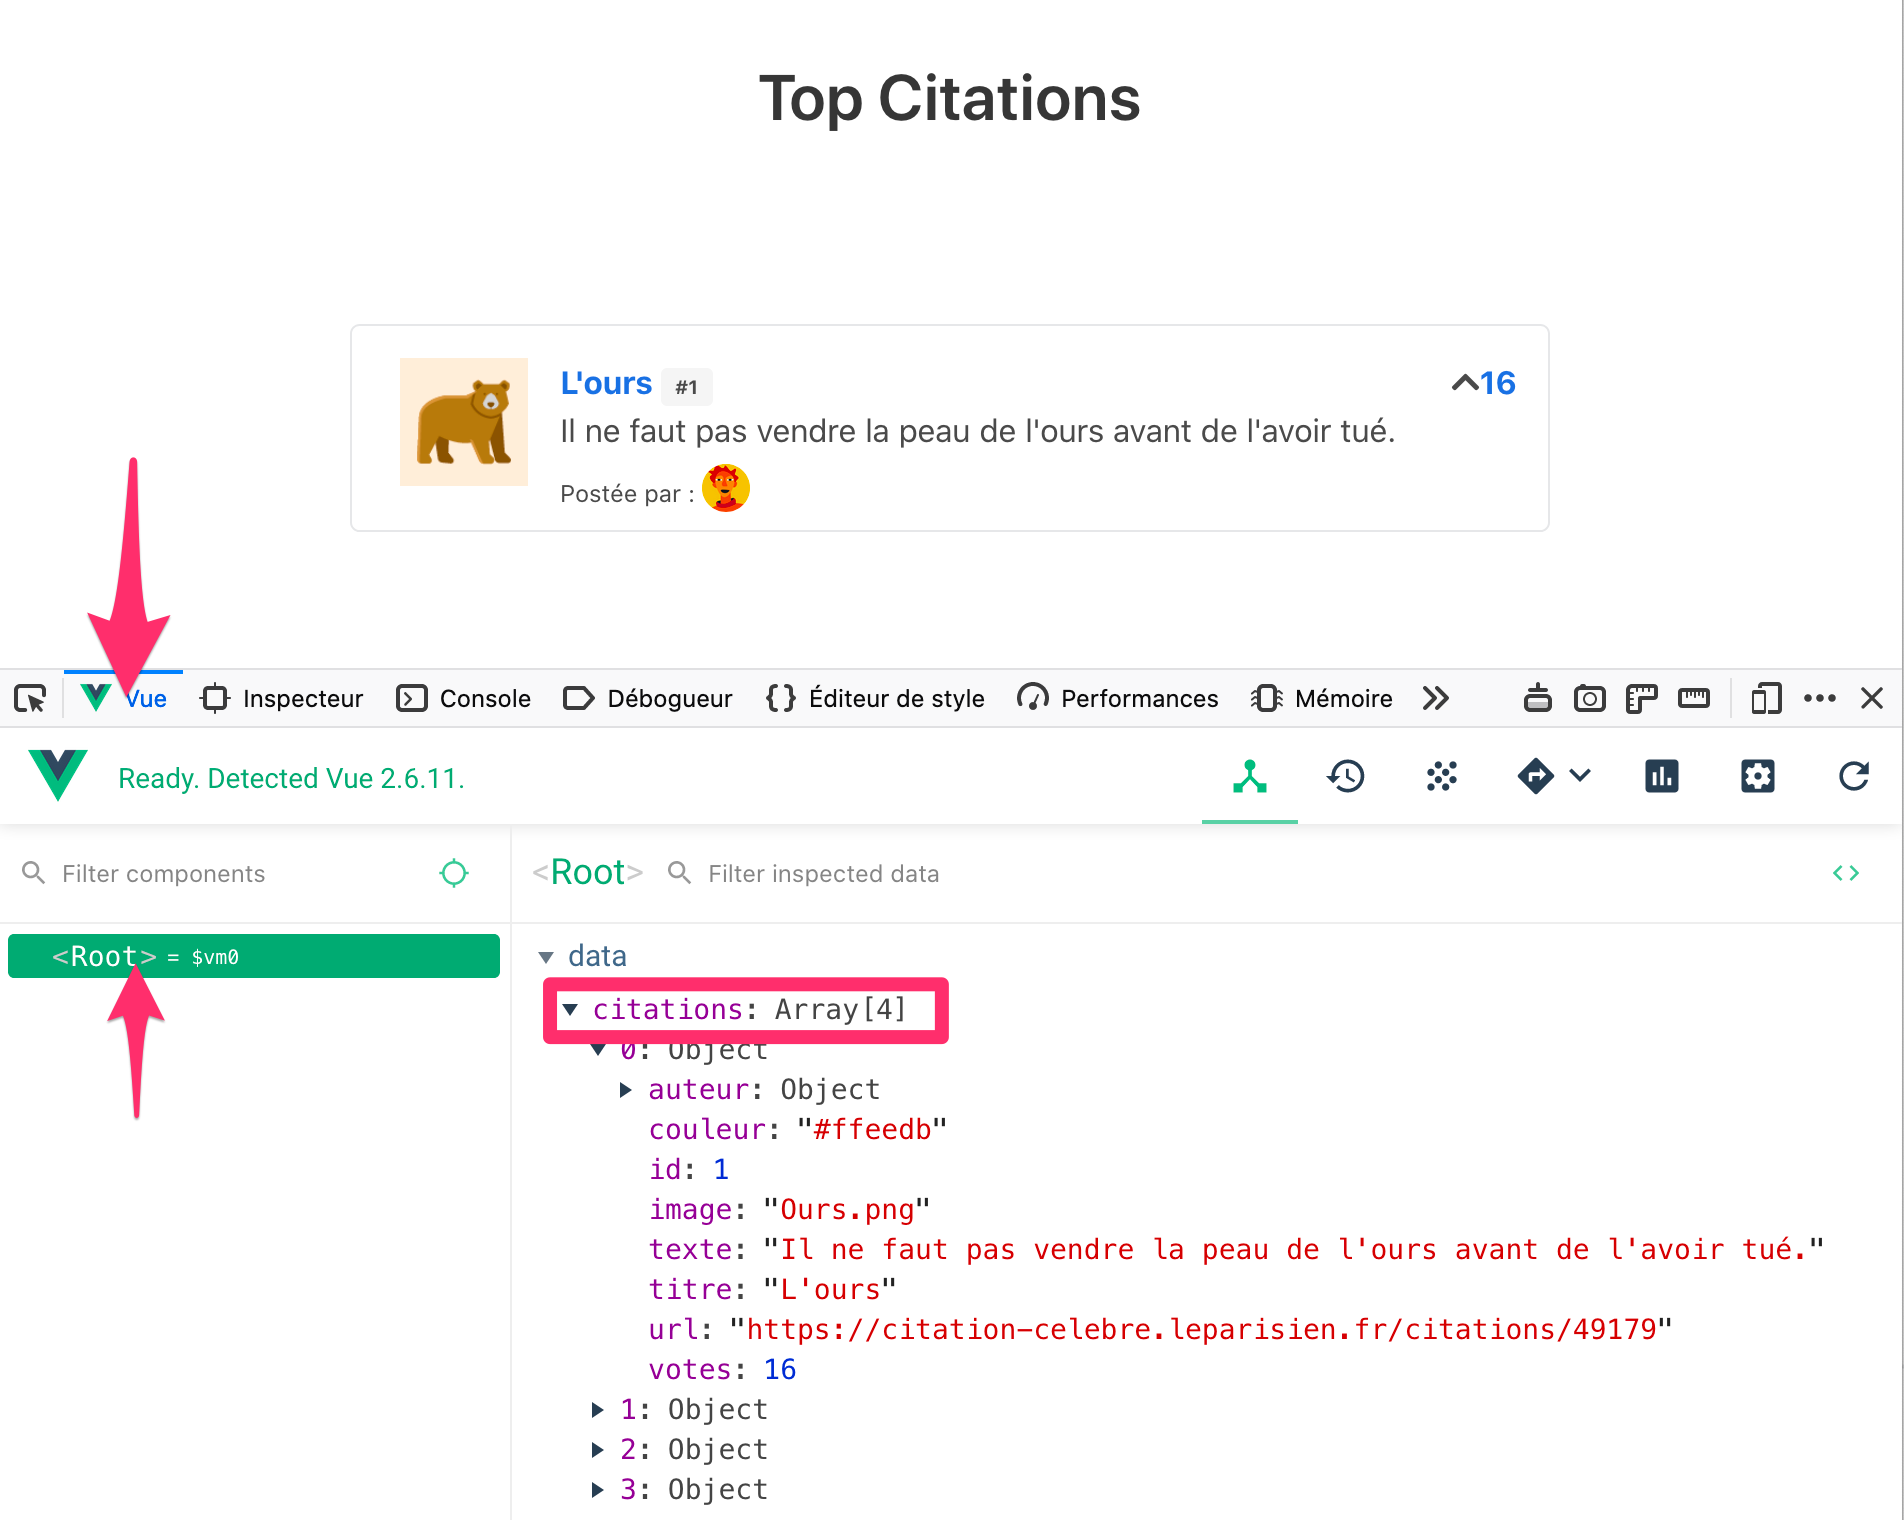 Top Citations
L'ours #1
16
Il ne faut pas vendre la peau de l'ours avant de l'avoir tué.
Postée par :
Vue Inspecteur Console Débogueur {} Éditeur de style Performances Mémoire
Ready. Detected Vue 2.6.11.
Filter components
<Root> Filter inspected data
<Root> = $vm0
data
citations: Array[4]
0: Object
auteur: Object
couleur: "#ffeedb"
id: 1
image: "Ours.png"
texte: "Il ne faut pas vendre la peau de l'ours avant de l'avoir tué."
titre: "L'ours"
url: "https://citation-celebre.leparisien.fr/citations/49179"
votes: 16
1: Object
2: Object
3: Object